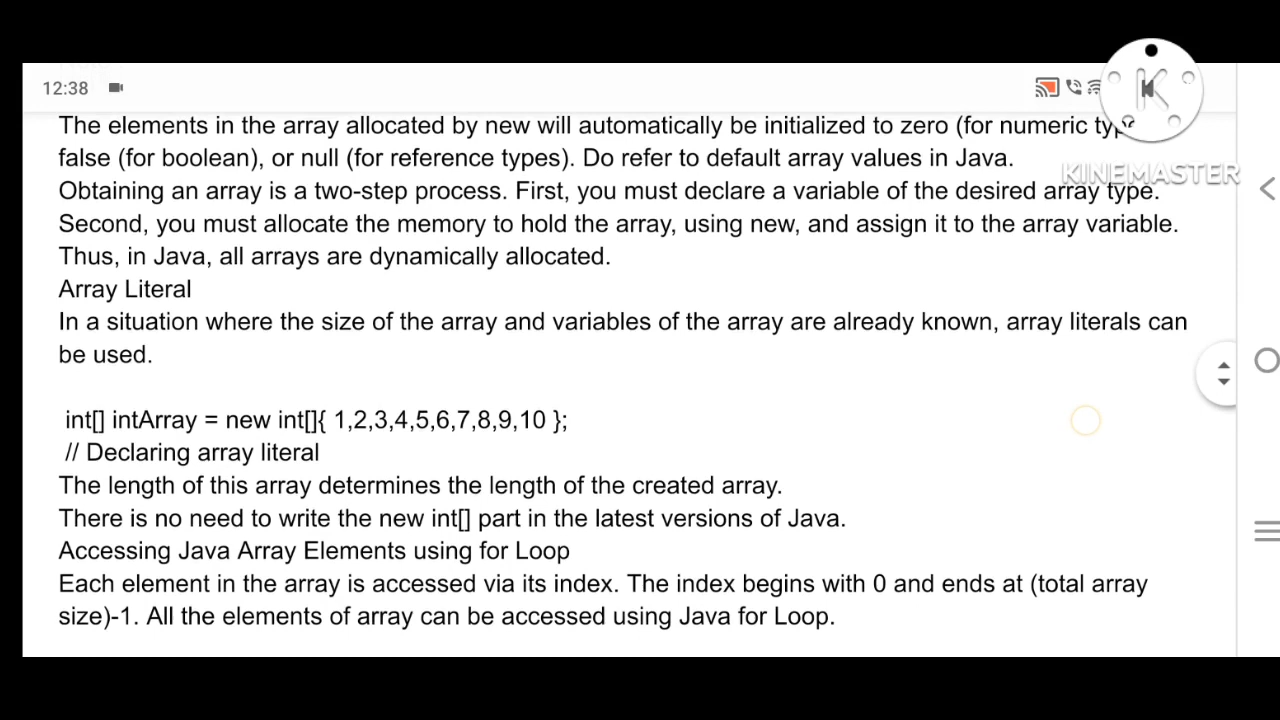 12:38
KINEMASTER
The elements in the array allocated by new will automatically be initialized to zero (for numeric
false (for boolean), or null (for reference types). Do refer to default array values in Java.
Obtaining an array is a two-step process. First, you must declare a variable of the desired array type.
Second, you must allocate the memory to hold the array, using new, and assign it to the array variable.
Thus, in Java, all arrays are dynamically allocated.
Array Literal
In a situation where the size of the array and variables of the array are already known, array literals can
be used.
int[] intArray = new int[]{ 1,2,3,4,5,6,7,8,9,10 };
// Declaring array literal
The length of this array determines the length of the created array.
There is no need to write the new int[] part in the latest versions of Java.
Accessing Java Array Elements using for Loop
Each element in the array is accessed via its index. The index begins with 0 and ends at (total array
size)-1. All the elements of array can be accessed using Java for Loop.